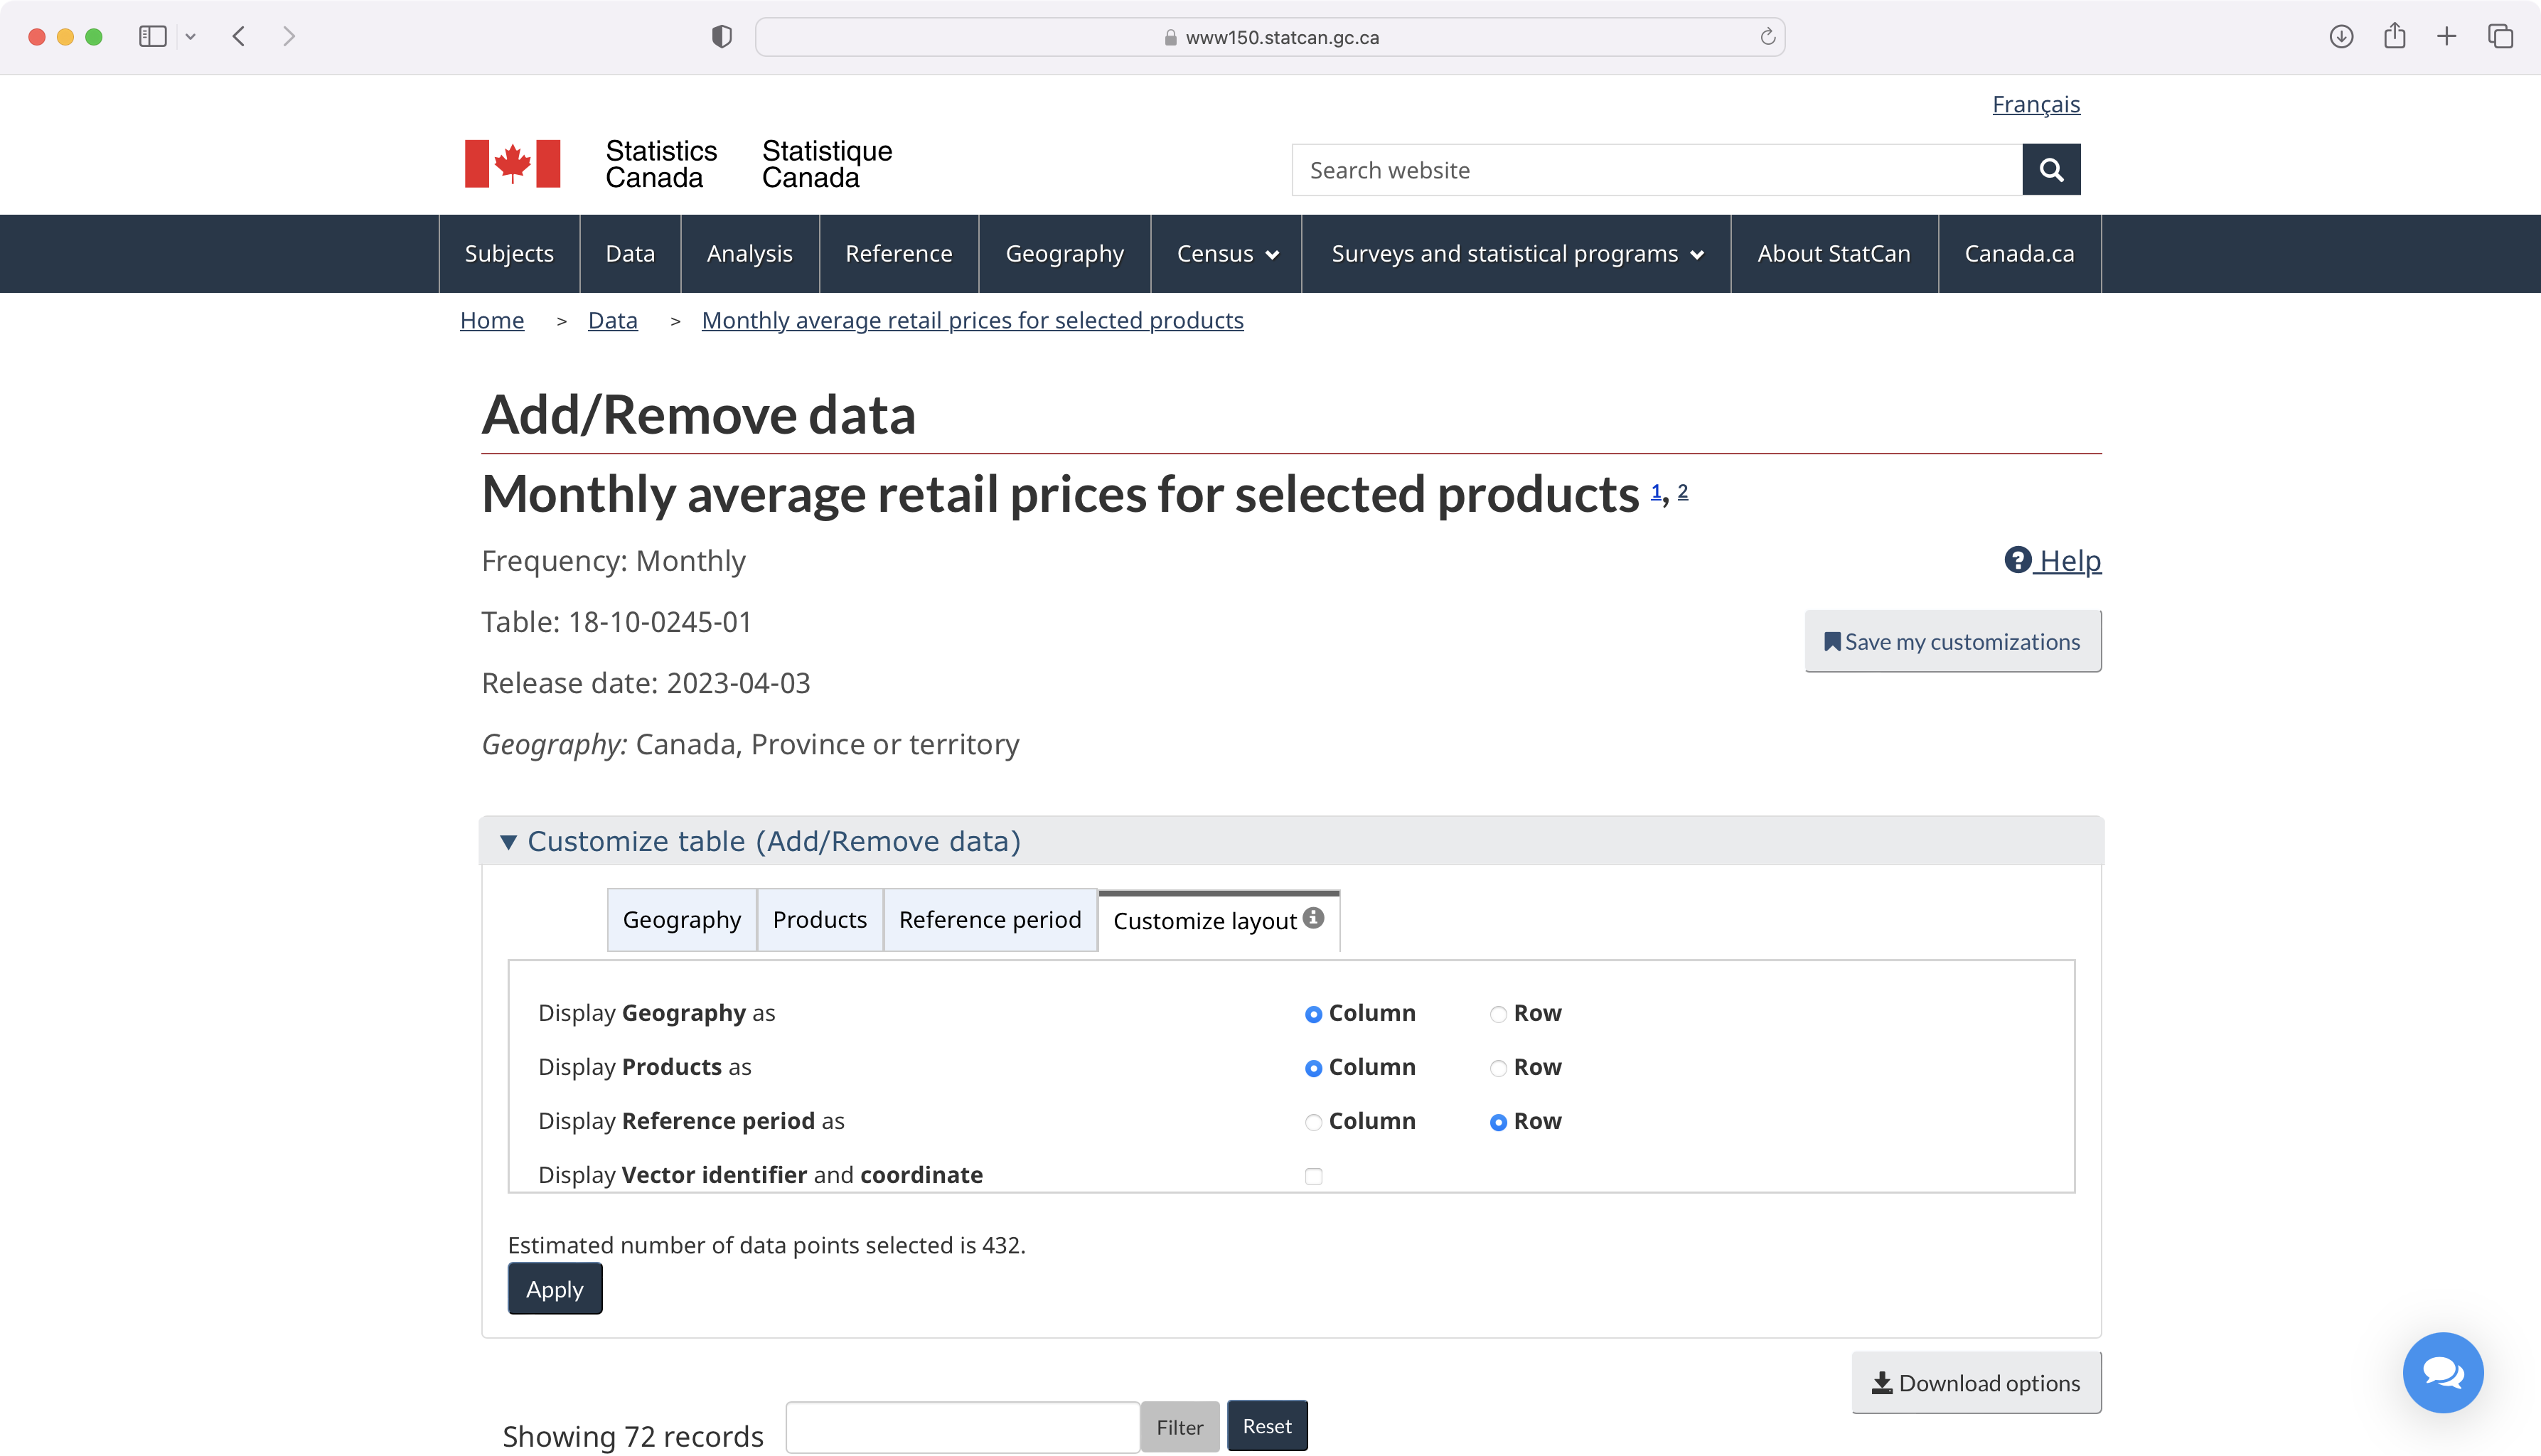 www150.statcan.gc.ca
Français
Statistics Canada
Statistique Canada
Search website
Subjects Data Analysis Reference Geography Census Surveys and statistical programs About StatCan Canada.ca
Home > Data > Monthly average retail prices for selected products
Add/Remove data
Monthly average retail prices for selected products 1, 2
Frequency: Monthly
Help
Table: 18-10-0245-01
Save my customizations
Release date: 2023-04-03
Geography: Canada, Province or territory
Customize table (Add/Remove data)
Geography Products Reference period Customize layout
Display Geography as Column Row
Display Products as Column Row
Display Reference period as Column Row
Display Vector identifier and coordinate
Estimated number of data points selected is 432.
Apply
Download options
Showing 72 records Filter Reset